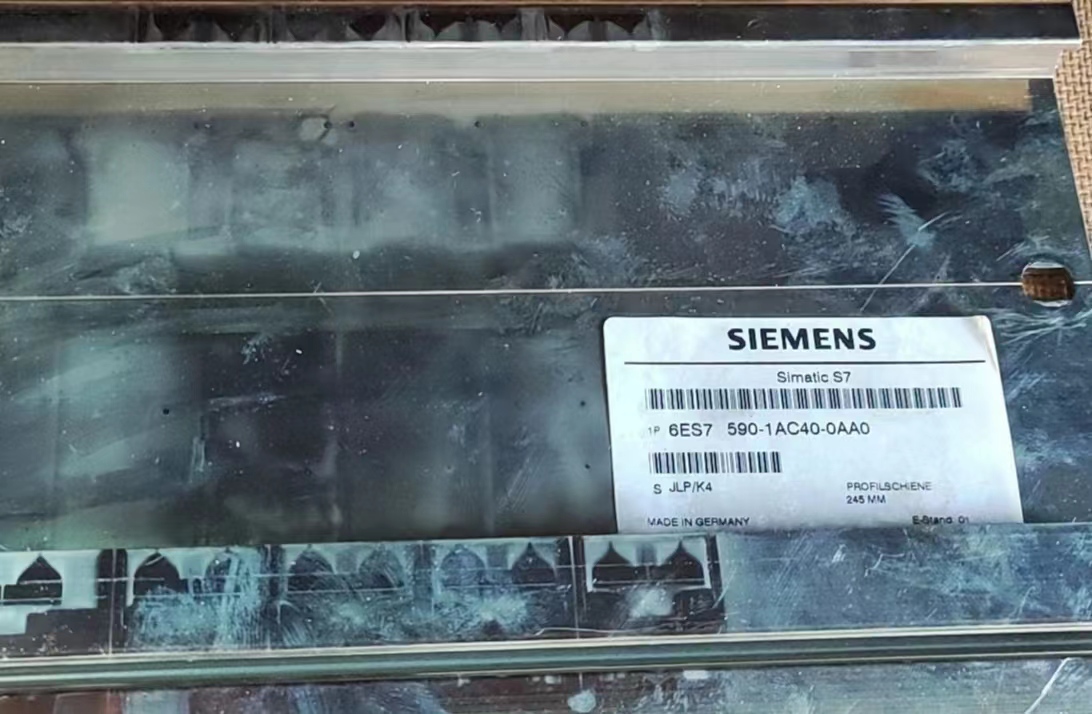 SIEMENS
Simatic S7
1P 6ES7 590-1AC40-0AA0
S JLP/K4
PROFILSCHIENE
245 MM
MADE IN GERMANY E-Stand: 01